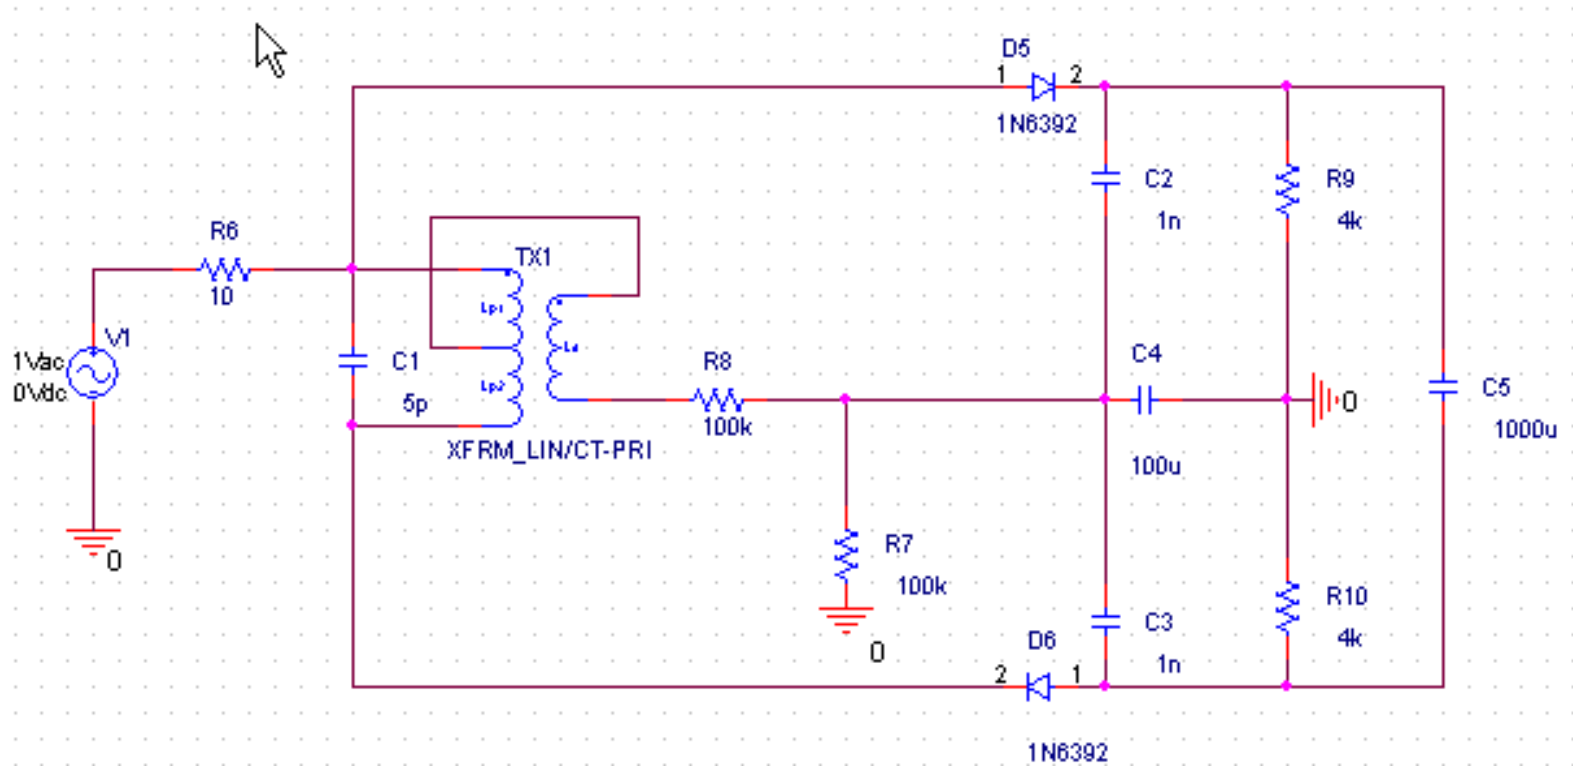 D5
1
2
1N6392
C2
1n
R9
4k
R6
10
TX1
Lp1
V1
1Vac
0Vdc
C1
5p
Lp2
Ls
R8
100k
C4
100u
0
C5
1000u
XFRM_LIN/CT-PRI
0
R7
100k
0
C3
1n
R10
4k
D6
2
1
1N6392